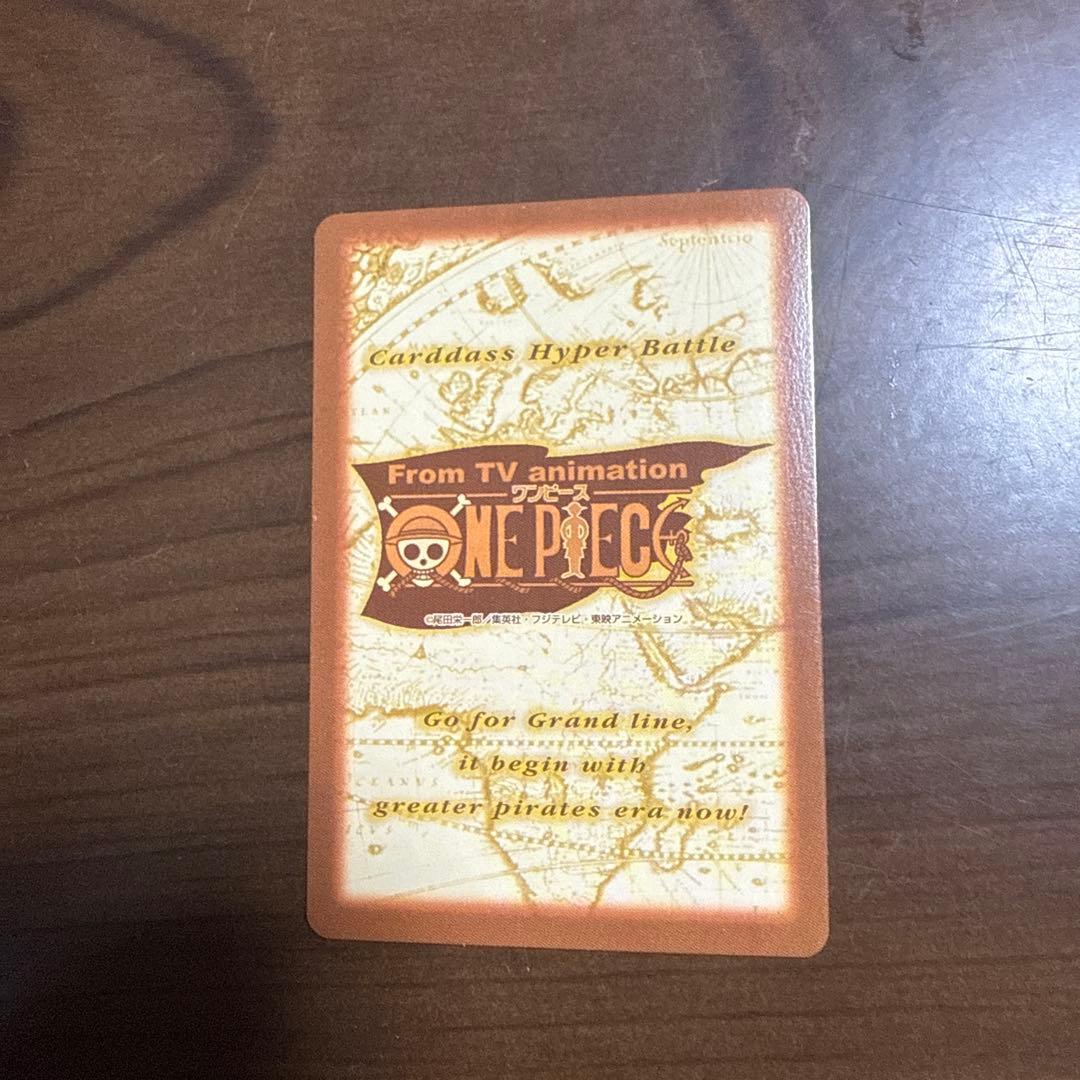 Septentrio
Carddass Hyper Battle
From TV animation
ワンピース
ONE PIECE
©尾田栄一郎／集英社・フジテレビ・東映アニメーション
Go for Grand line,
it begin with
CEANUS
greater pirates era now!